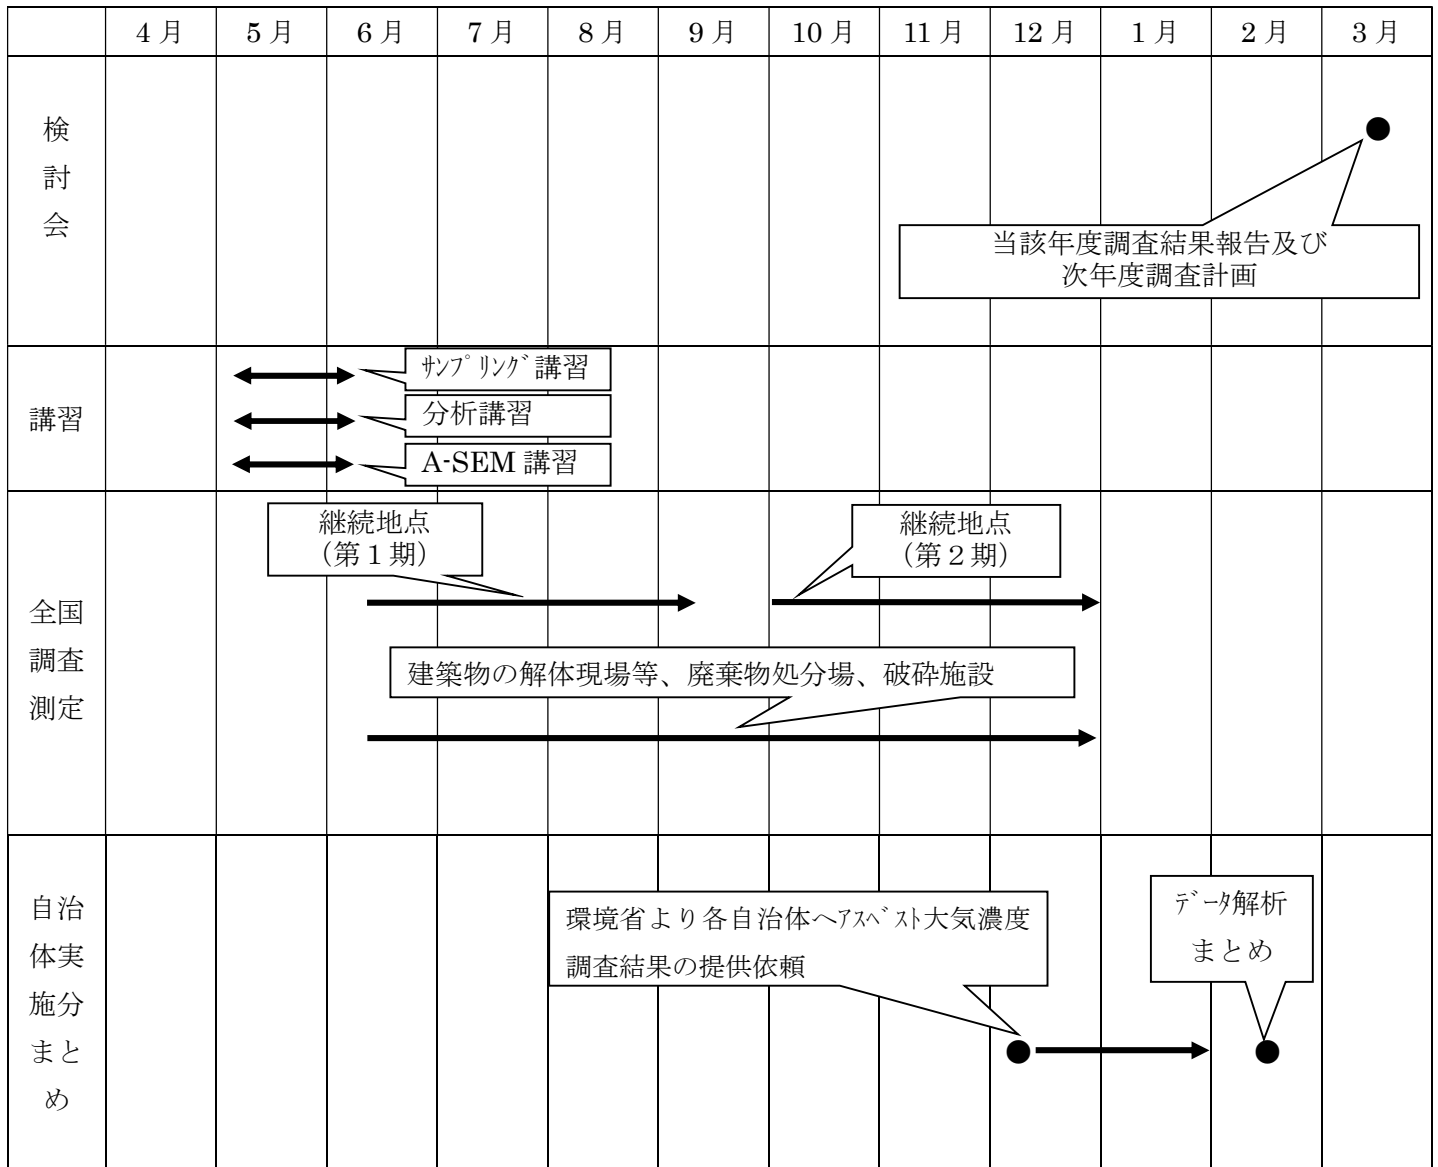 4 月 5 月 6 月 7 月 8 月 9 月 10 月 11 月 12 月 1 月 2 月 3 月
検
討
会
当該年度調査結果報告及び
次年度調査計画
講習
ｻﾝﾌﾟﾘﾝｸﾞ講習
分析講習
A-SEM 講習
全国
調査
測定
継続地点
（第１期）
継続地点
（第２期）
建築物の解体現場等、廃棄物処分場、破砕施設
自治
体実
施分
まと
め
環境省より各自治体へｱｽﾍﾞｽﾄ大気濃度
調査結果の提供依頼
ﾃﾞｰﾀ解析
まとめ